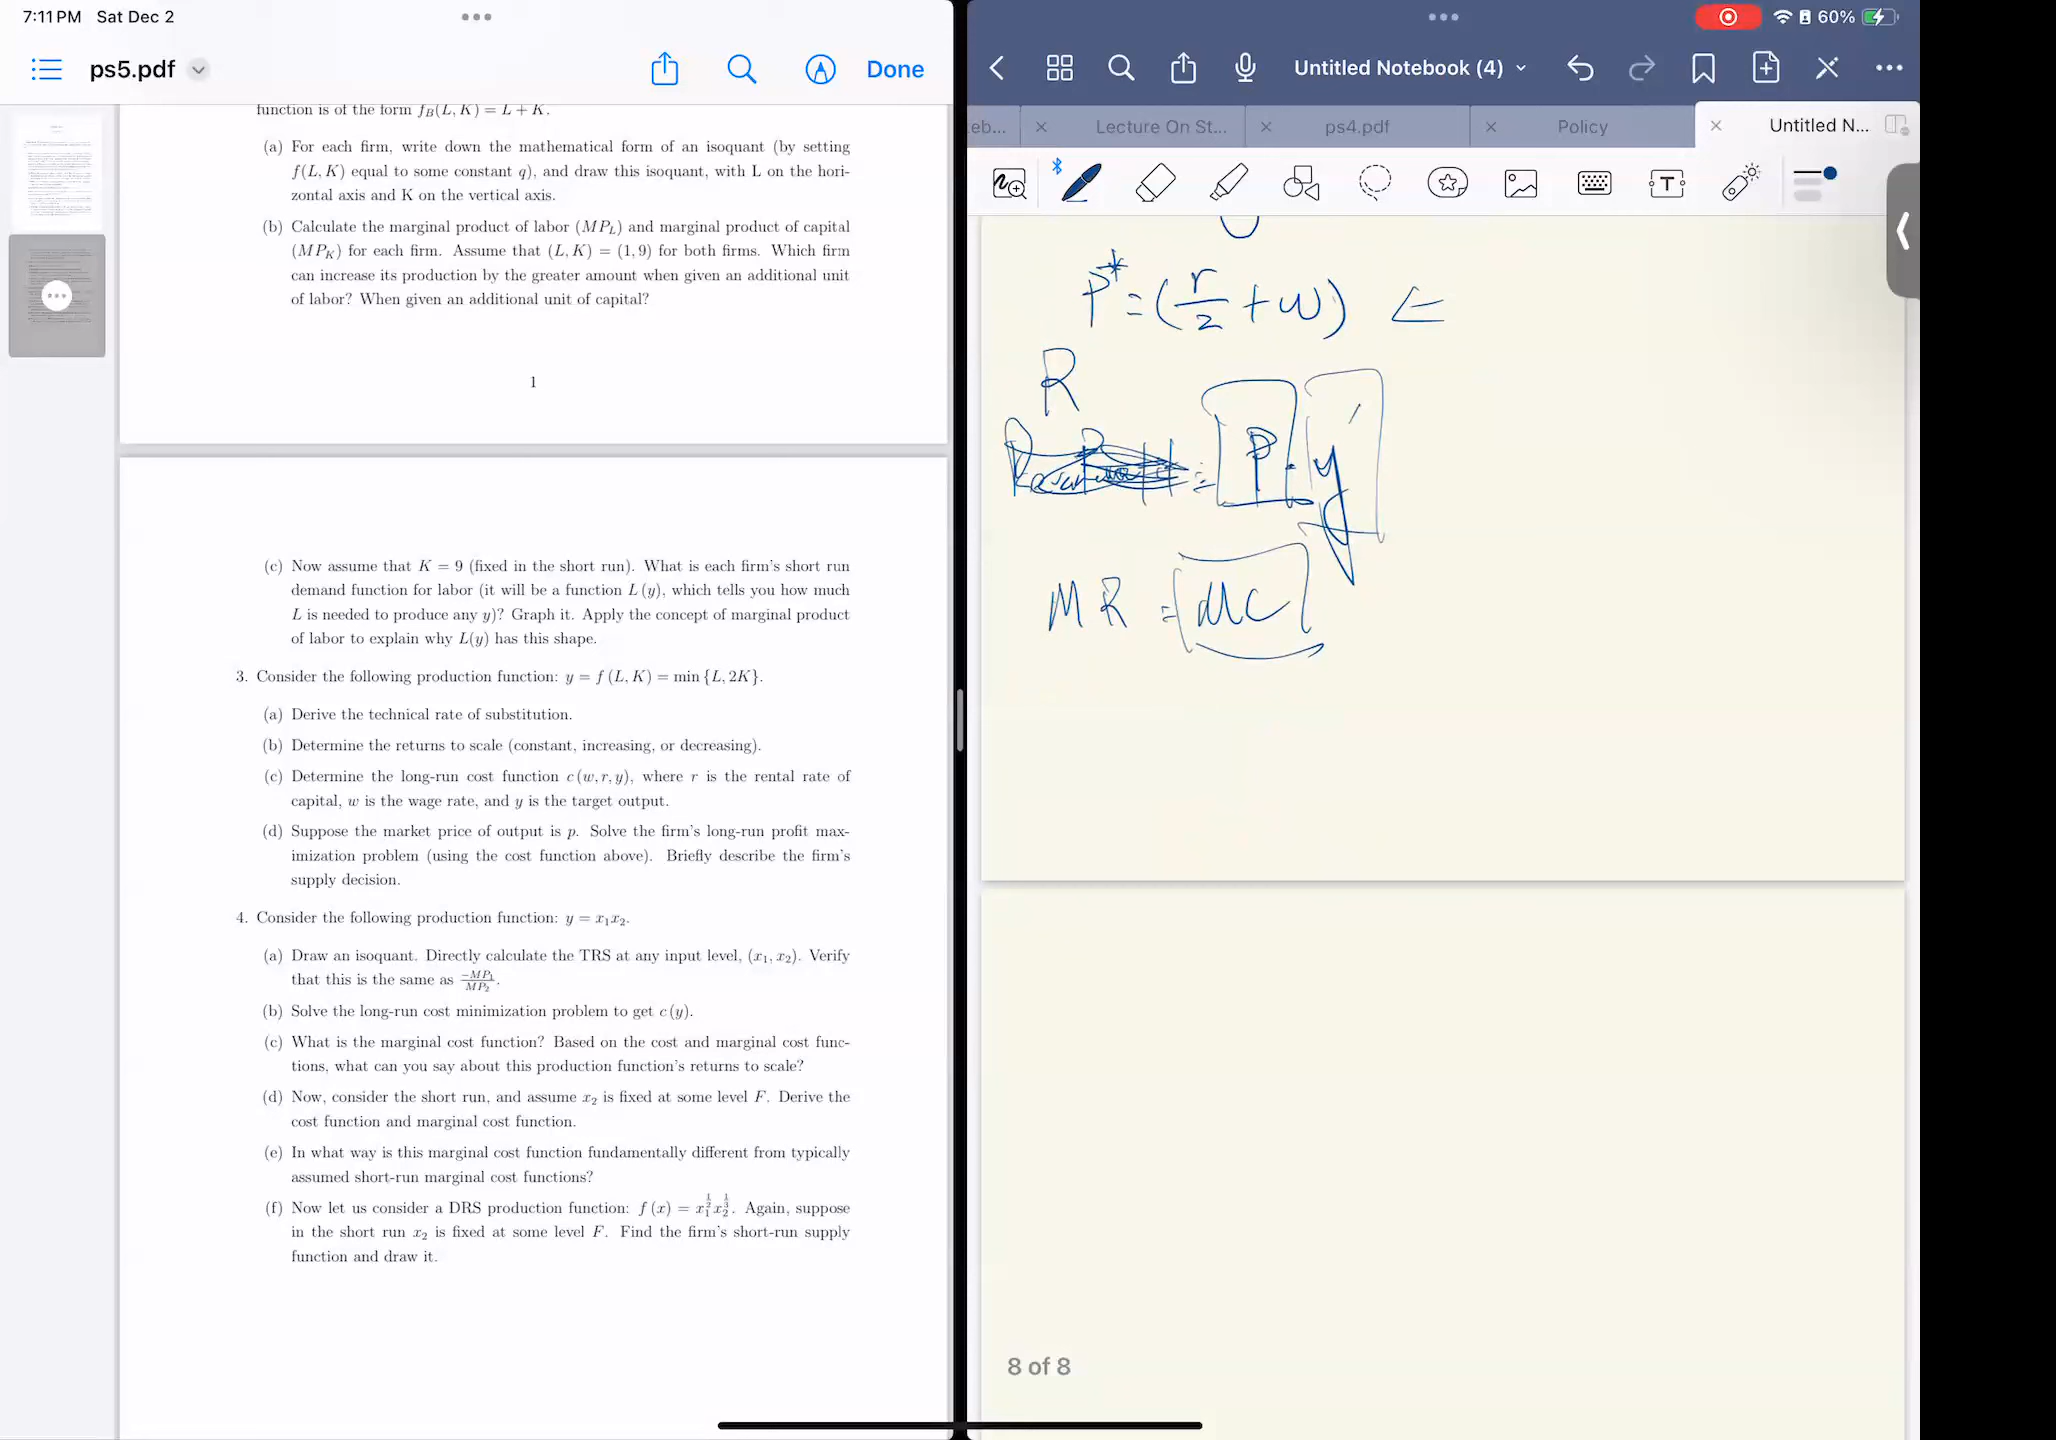 7:11 PM Sat Dec 2
ps5.pdf
Done
function is of the form f_B(L, K) = L + K.
(a) For each firm, write down the mathematical form of an isoquant (by setting
f(L, K) equal to some constant q), and draw this isoquant, with L on the hori-
zontal axis and K on the vertical axis.
(b) Calculate the marginal product of labor (MP_L) and marginal product of capital
(MP_K) for each firm. Assume that (L, K) = (1, 9) for both firms. Which firm
can increase its production by the greater amount when given an additional unit
of labor? When given an additional unit of capital?
1
(c) Now assume that K = 9 (fixed in the short run). What is each firm's short run
demand function for labor (it will be a function L (y), which tells you how much
L is needed to produce any y)? Graph it. Apply the concept of marginal product
of labor to explain why L(y) has this shape.
3. Consider the following production function: y = f (L, K) = min {L, 2K}.
(a) Derive the technical rate of substitution.
(b) Determine the returns to scale (constant, increasing, or decreasing).
(c) Determine the long-run cost function c (w, r, y), where r is the rental rate of
capital, w is the wage rate, and y is the target output.
(d) Suppose the market price of output is p. Solve the firm's long-run profit max-
imization problem (using the cost function above). Briefly describe the firm's
supply decision.
4. Consider the following production function: y = x₁x₂.
(a) Draw an isoquant. Directly calculate the TRS at any input level, (x₁, x₂). Verify
that this is the same as −MP₁/MP₂.
(b) Solve the long-run cost minimization problem to get c (y).
(c) What is the marginal cost function? Based on the cost and marginal cost func-
tions, what can you say about this production function's returns to scale?
(d) Now, consider the short run, and assume x₂ is fixed at some level F. Derive the
cost function and marginal cost function.
(e) In what way is this marginal cost function fundamentally different from typically
assumed short-run marginal cost functions?
(f) Now let us consider a DRS production function: f (x) = x₁^(1/2) x₂^(1/3). Again, suppose
in the short run x₂ is fixed at some level F. Find the firm's short-run supply
function and draw it.
60%
Untitled Notebook (4)
eb...
Lecture On St...
ps4.pdf
Policy
Untitled N...
P* = (r/2 + w)
R
= P · y
MR = MC
8 of 8